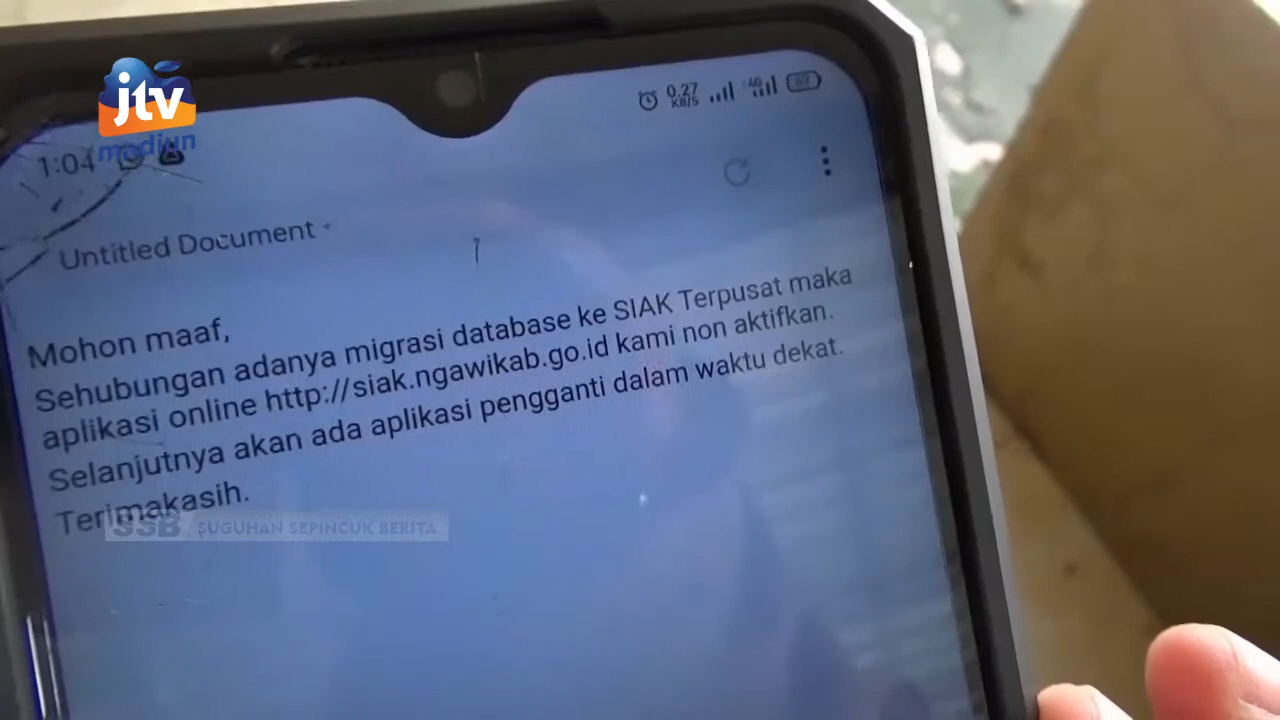 jtv
madiun
1:04
0.27
KB/S
4G
Untitled Document
Mohon maaf,
Sehubungan adanya migrasi database ke SIAK Terpusat maka
aplikasi online http://siak.ngawikab.go.id kami non aktifkan.
Selanjutnya akan ada aplikasi pengganti dalam waktu dekat.
Terimakasih.
SSB SUGUHAN SEPINCUK BERITA